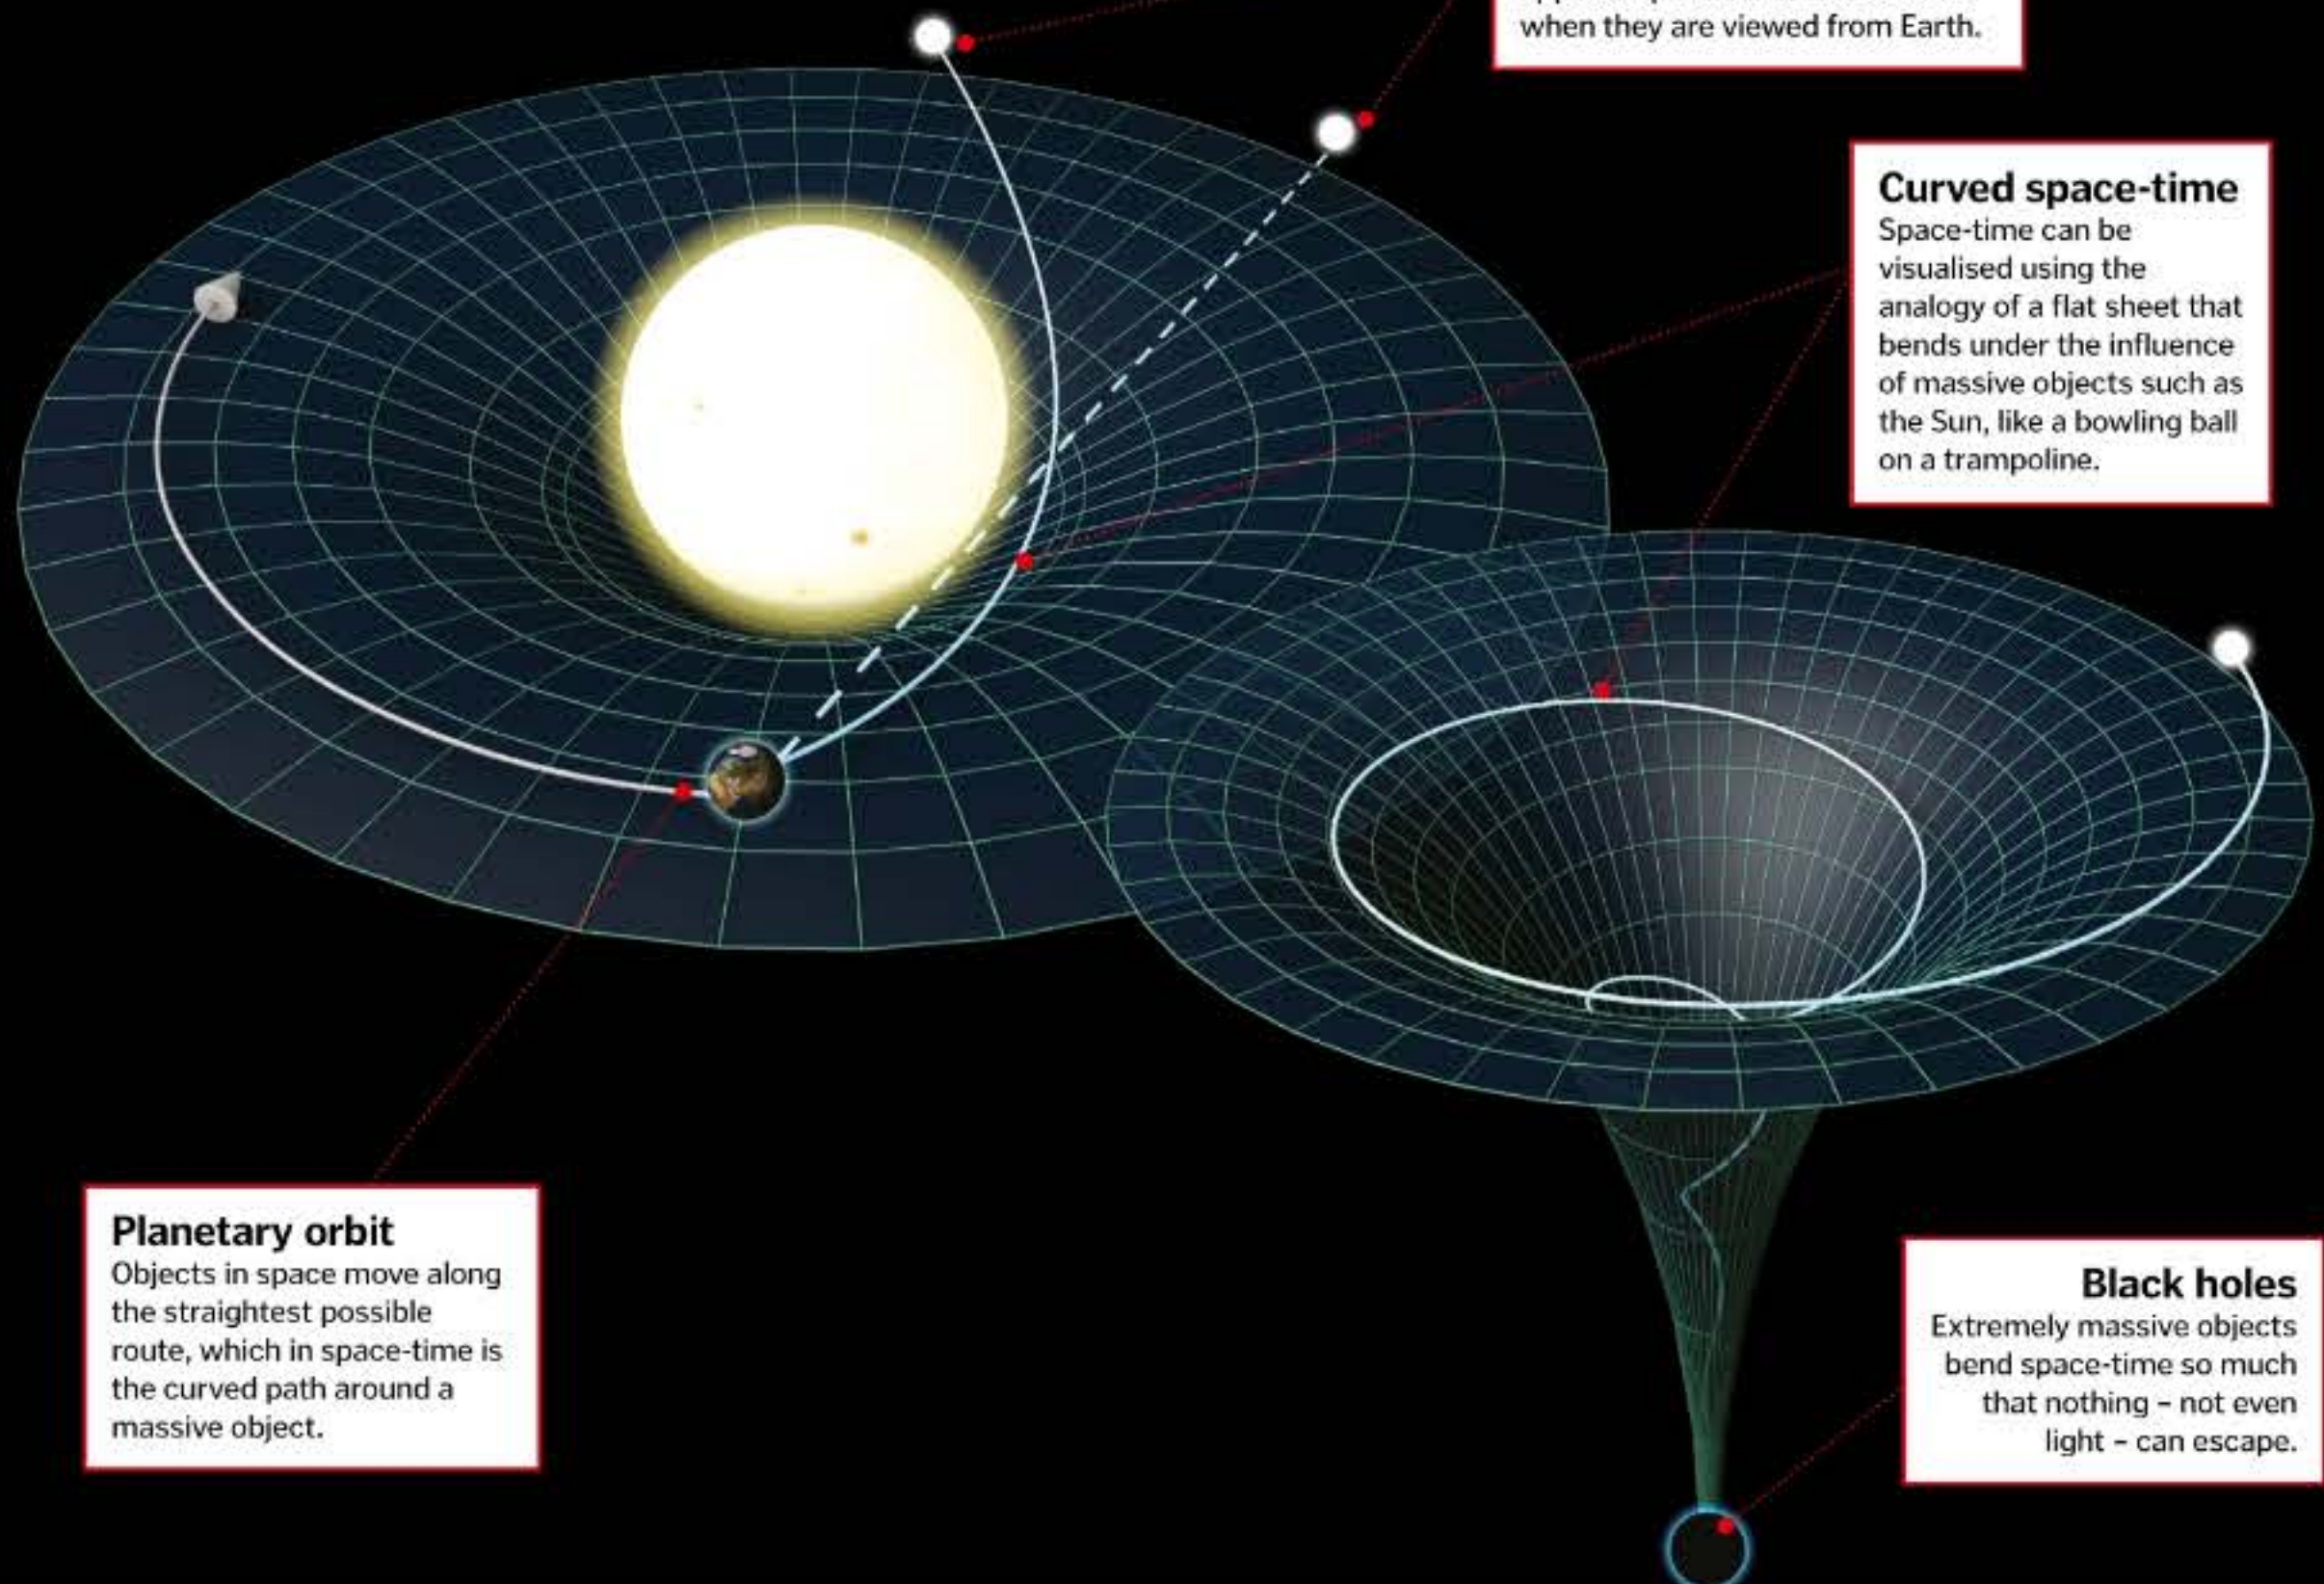 when they are viewed from Earth.
Curved space-time
Space-time can be
visualised using the
analogy of a flat sheet that
bends under the influence
of massive objects such as
the Sun, like a bowling ball
on a trampoline.
Planetary orbit
Objects in space move along
the straightest possible
route, which in space-time is
the curved path around a
massive object.
Black holes
Extremely massive objects
bend space-time so much
that nothing – not even
light – can escape.